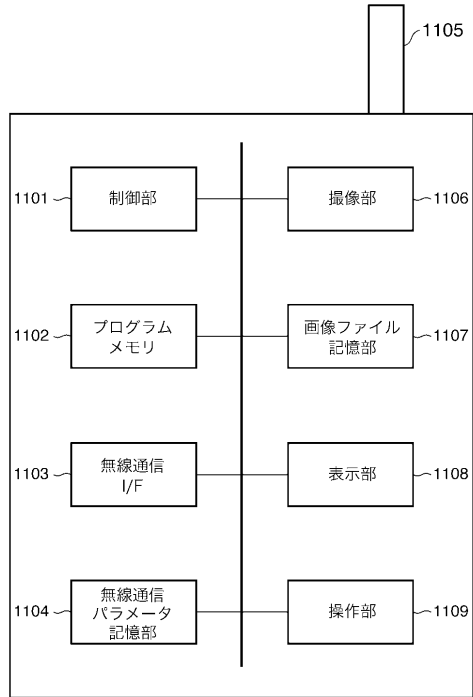 1105
1101
制御部
撮像部
1106
1102
プログラム
メモリ
画像ファイル
記憶部
1107
1103
無線通信
I/F
表示部
1108
1104
無線通信
パラメータ
記憶部
操作部
1109